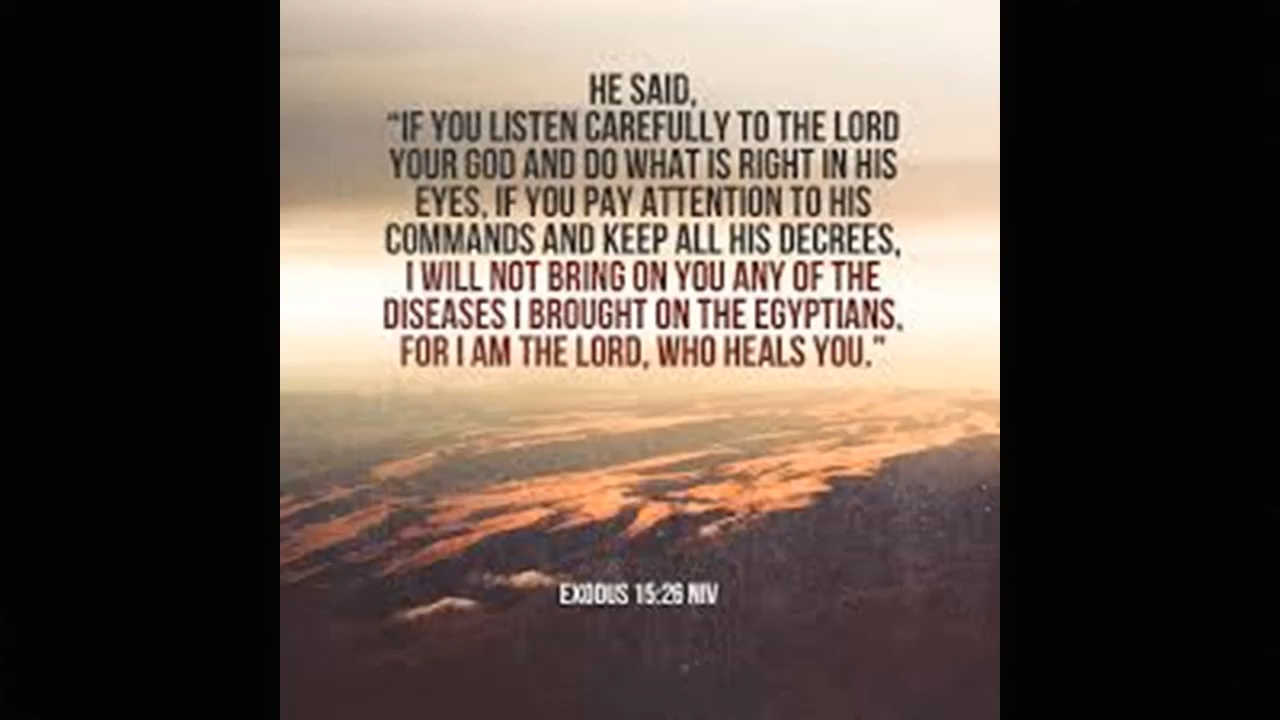 HE SAID,
“IF YOU LISTEN CAREFULLY TO THE LORD
YOUR GOD AND DO WHAT IS RIGHT IN HIS
EYES, IF YOU PAY ATTENTION TO HIS
COMMANDS AND KEEP ALL HIS DECREES,
I WILL NOT BRING ON YOU ANY OF THE
DISEASES I BROUGHT ON THE EGYPTIANS,
FOR I AM THE LORD, WHO HEALS YOU.”
EXODUS 15:26 NIV